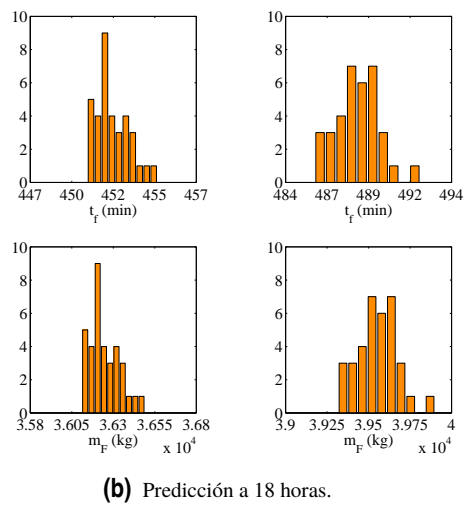 10 8 6 4 2 0
447 450 452 455 457
t_f (min)
10 8 6 4 2 0
484 487 489 491 494
t_f (min)
10 8 6 4 2 0
3.58 3.605 3.63 3.655 3.68
m_F (kg)
x 10^4
10 8 6 4 2 0
3.9 3.925 3.95 3.975 4
m_F (kg)
x 10^4
(b) Predicción a 18 horas.